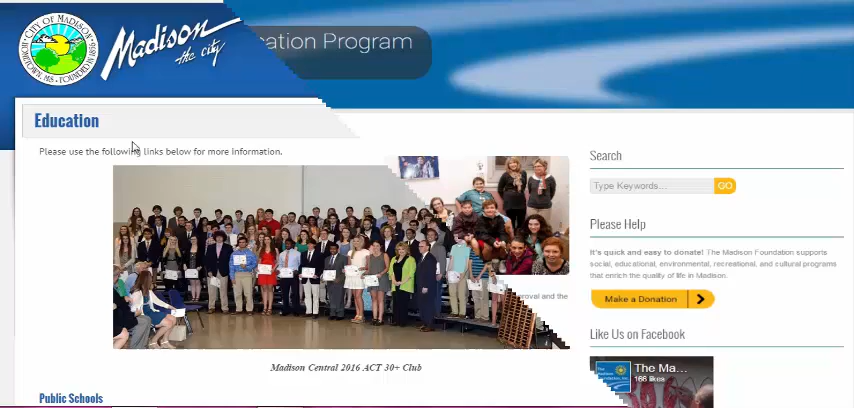 CITY OF MADISON
Madison
the city
cation Program
Education
Please use the following links below for more information.
Search
Type Keywords...
GO
Please Help
It's quick and easy to donate! The Madison Foundation supports
social, educational, environmental, recreational, and cultural programs
that enrich the quality of life in Madison.
roval and the
Make a Donation
Like Us on Facebook
Madison Central 2016 ACT 30+ Club
The Ma...
166 likes
Public Schools